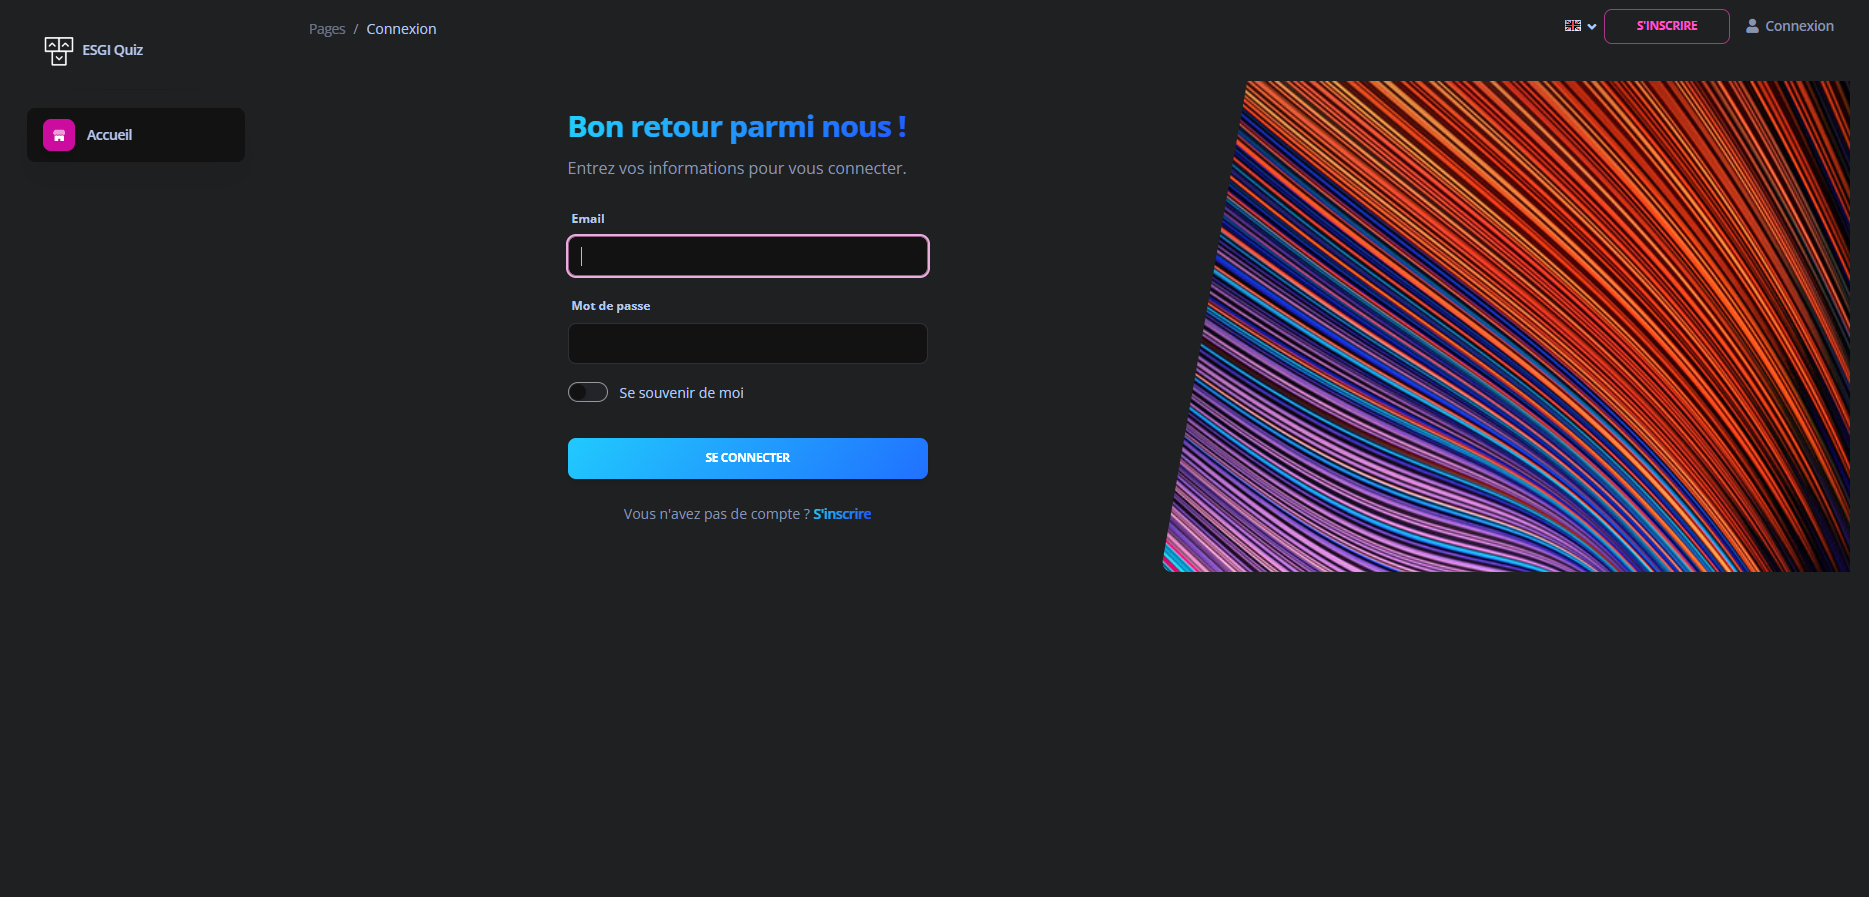 ESGI Quiz
Accueil
Pages / Connexion
S'INSCRIRE
Connexion
Bon retour parmi nous !
Entrez vos informations pour vous connecter.
Email
Mot de passe
Se souvenir de moi
SE CONNECTER
Vous n'avez pas de compte ? S'inscrire